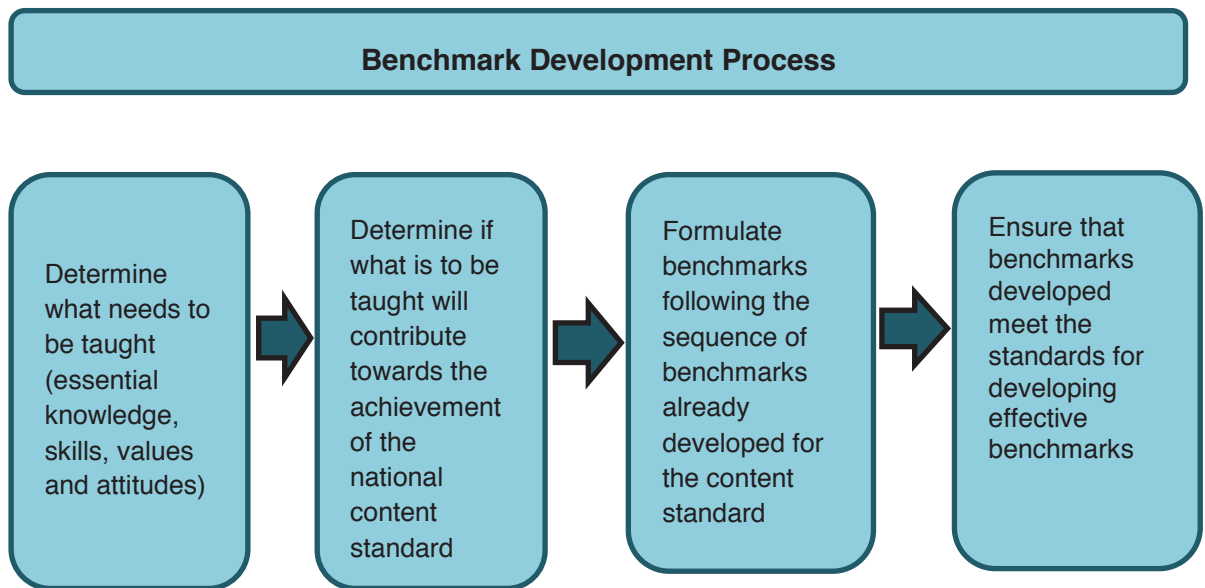 Benchmark Development Process
Determine
what needs to
be taught
(essential
knowledge,
skills, values
and attitudes)
Determine if
what is to be
taught will
contribute
towards the
achievement
of the
national
content
standard
Formulate
benchmarks
following the
sequence of
benchmarks
already
developed for
the content
standard
Ensure that
benchmarks
developed
meet the
standards for
developing
effective
benchmarks